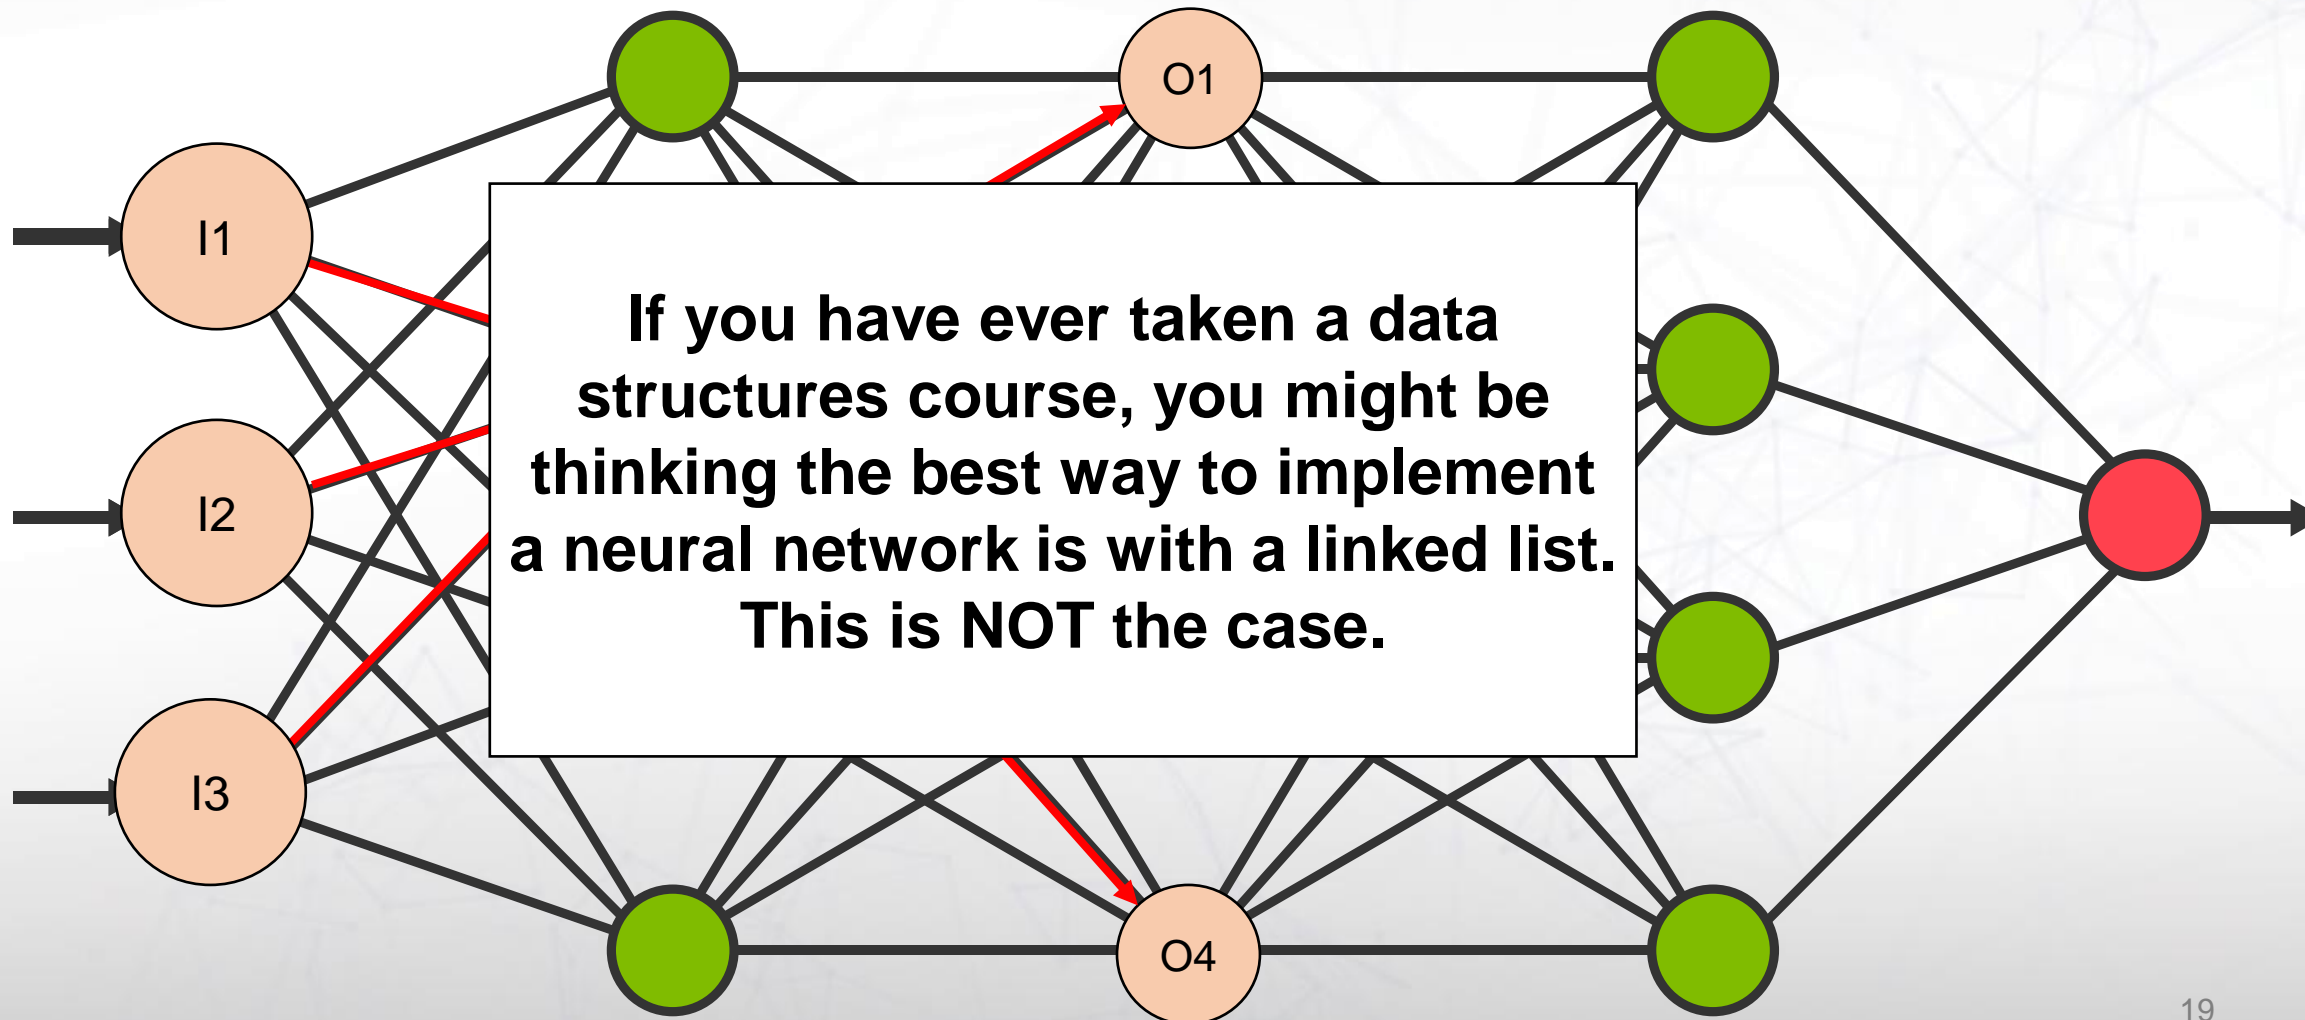 O1
I1
If you have ever taken a data
structures course, you might be
thinking the best way to implement
a neural network is with a linked list.
This is NOT the case.
I2
I3
O4
19